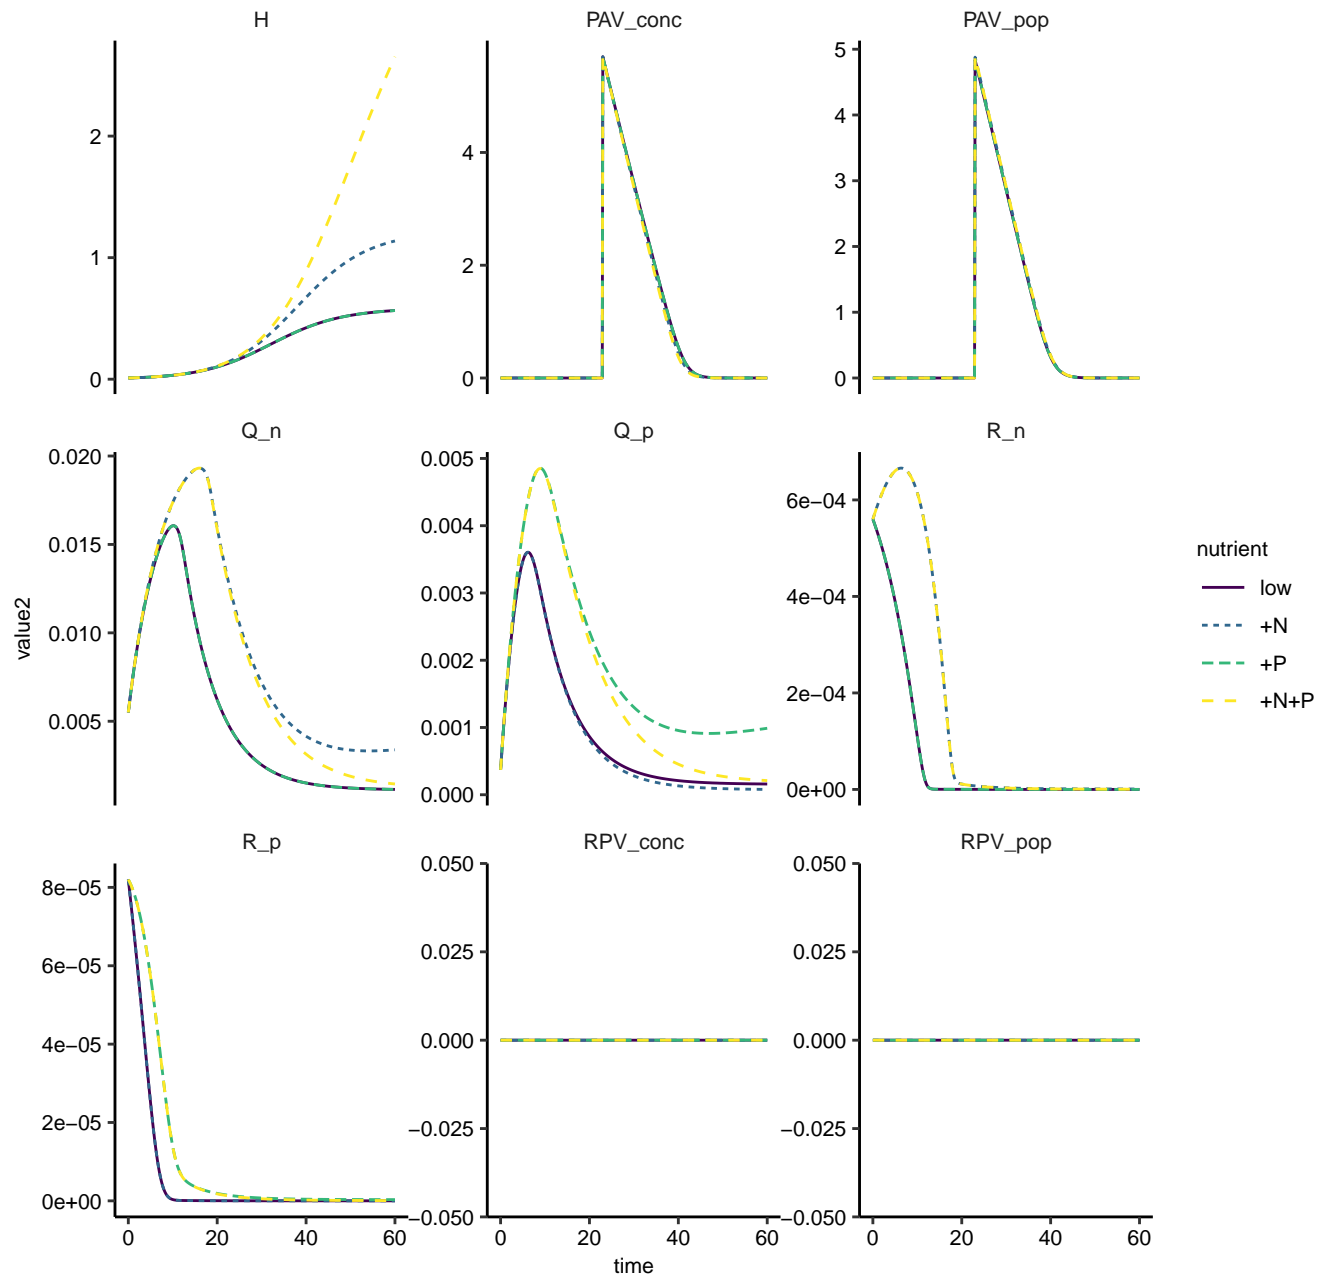 H
PAV_conc
PAV_pop
2
1
0
4
2
0
5
4
3
2
1
0
Q_n
Q_p
R_n
0.020
0.015
0.010
0.005
0.005
0.004
0.003
0.002
0.001
0.000
6e−04
4e−04
2e−04
0e+00
R_p
RPV_conc
RPV_pop
8e−05
6e−05
4e−05
2e−05
0e+00
0.050
0.025
0.000
−0.025
−0.050
0.050
0.025
0.000
−0.025
−0.050
0 20 40 60
0 20 40 60
0 20 40 60
time
value2
nutrient
low
+N
+P
+N+P